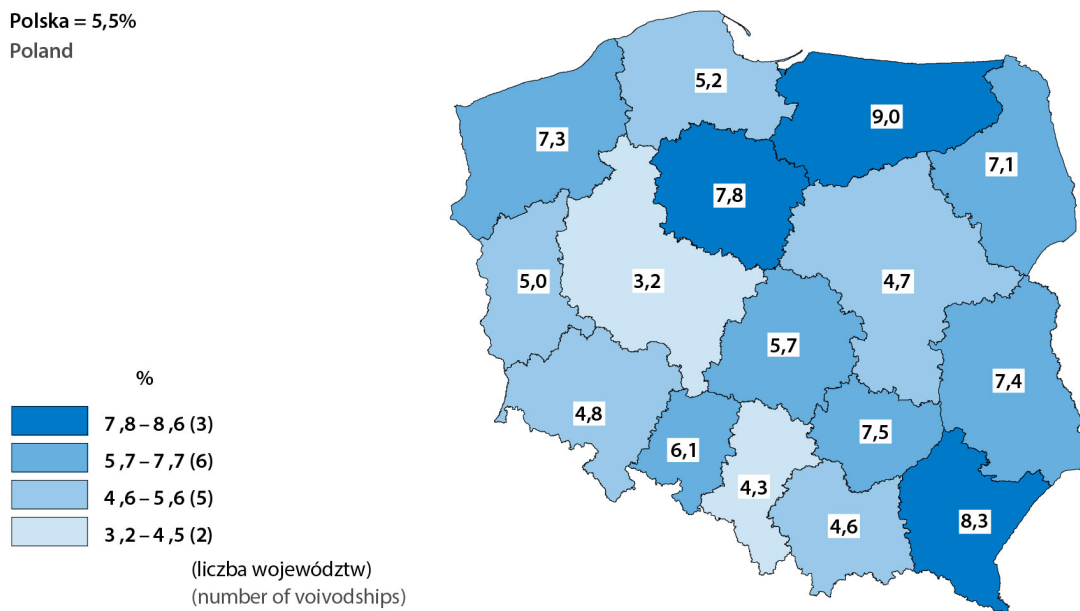 Polska = 5,5%
Poland
5,2
9,0
7,3
7,1
7,8
5,0
3,2
4,7
5,7
7,4
4,8
7,5
6,1
4,3
4,6
8,3
%
7,8 – 8,6 (3)
5,7 – 7,7 (6)
4,6 – 5,6 (5)
3,2 – 4,5 (2)
(liczba województw)
(number of voivodships)